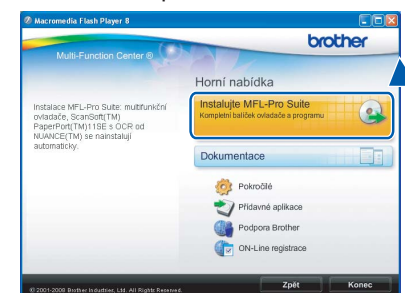 Macromedia Flash Player 8
brother
Multi-Function Center ®
Horní nabídka
Instalace MFL-Pro Suite: multifunkční
ovladače, ScanSoft(TM)
PaperPort(TM)11SE s OCR od
NUANCE(TM) se nainstalují
automaticky.
Instalujte MFL-Pro Suite
Kompletní balíček ovladače a programu
Dokumentace
Pokročilé
Přídavné aplikace
Podpora Brother
ON-Line registrace
© 2001-2008 Brother Industries, Ltd. All Rights Reserved.
Zpět
Konec